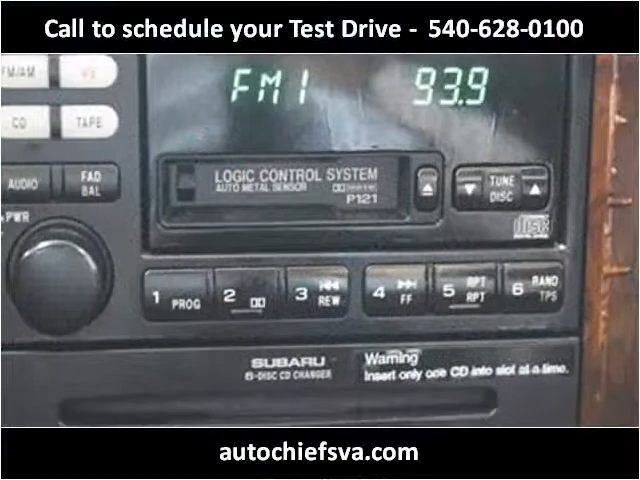 Call to schedule your Test Drive - 540-628-0100
FM/AM
FM1 93.9
CD TAPE
LOGIC CONTROL SYSTEM
AUTO METAL SENSOR
P121
AUDIO FAD BAL
TUNE
DISC
PWR
1 PROG 2 3 REW 4 FF 5 RPT RPT 6 RAND TPS
SUBARU
6-DISC CD CHANGER
Warning
Insert only one CD into slot at a time.
autochiefsva.com